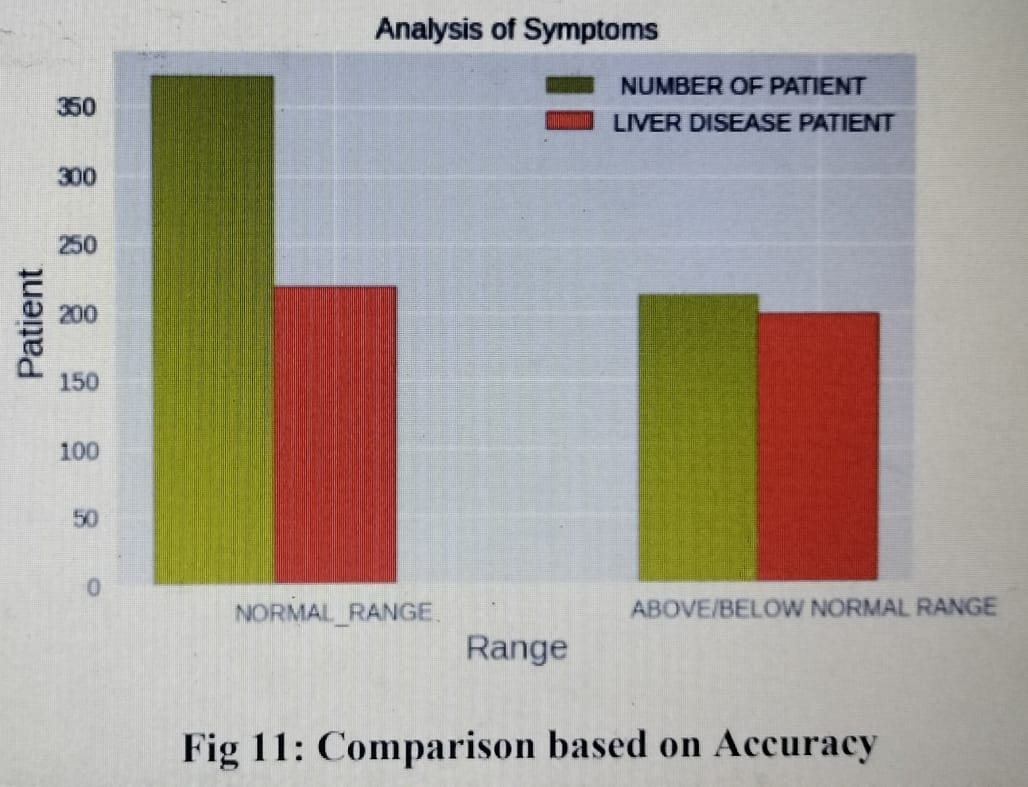 Analysis of Symptoms
NUMBER OF PATIENT
LIVER DISEASE PATIENT
350
300
250
200
150
100
50
0
Patient
NORMAL_RANGE
ABOVE/BELOW NORMAL RANGE
Range
Fig 11: Comparison based on Accuracy